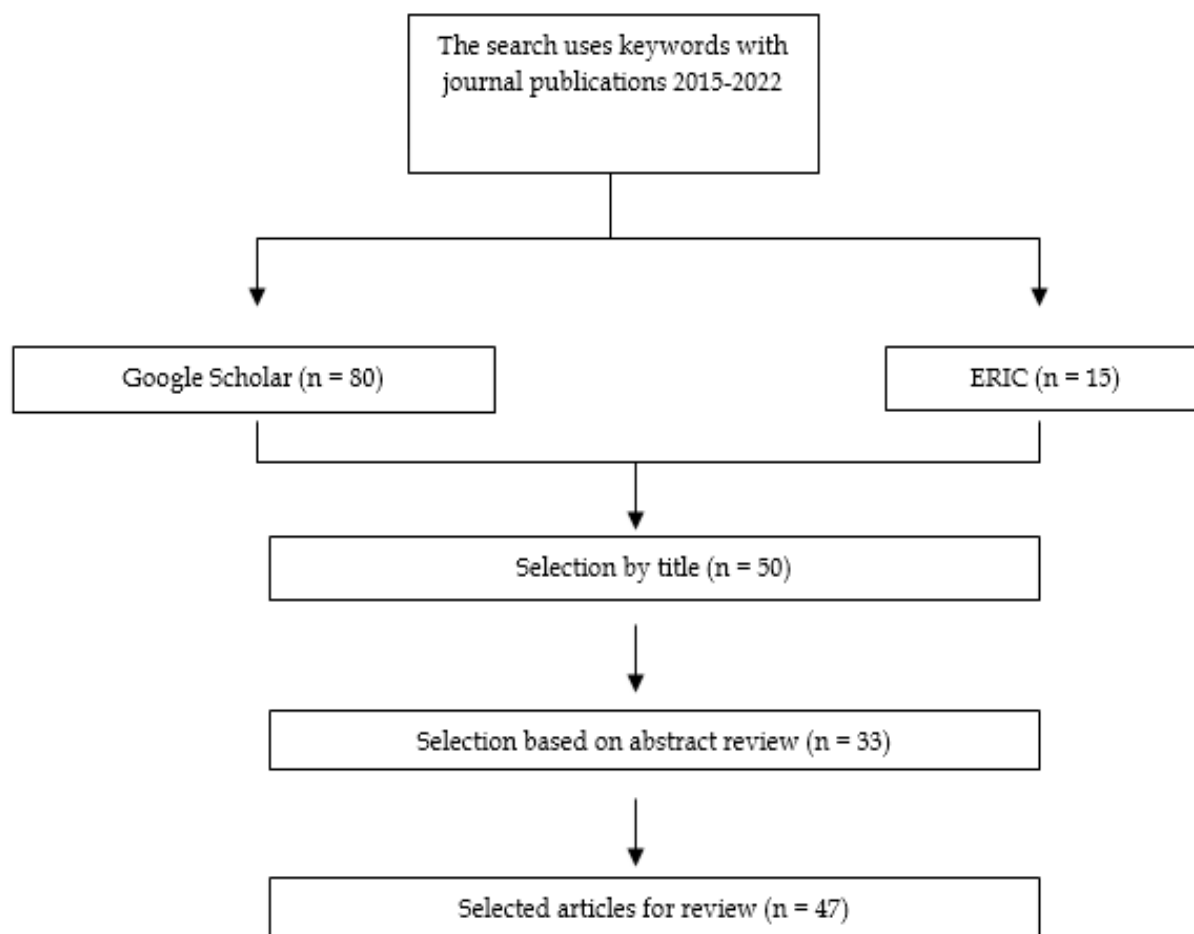 The search uses keywords with
journal publications 2015-2022
Google Scholar (n = 80)
ERIC (n = 15)
Selection by title (n = 50)
Selection based on abstract review (n = 33)
Selected articles for review (n = 47)